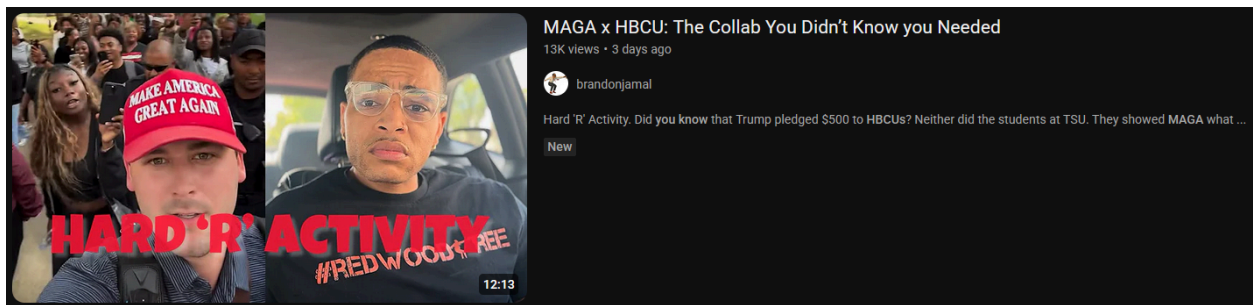 MAKE AMERICA
GREAT AGAIN
HARD ‘R’ ACTIVITY
#REDWOOD TREE
12:13
MAGA x HBCU: The Collab You Didn’t Know you Needed
13K views • 3 days ago
brandonjamal
Hard 'R' Activity. Did you know that Trump pledged $500 to HBCUs? Neither did the students at TSU. They showed MAGA what ...
New